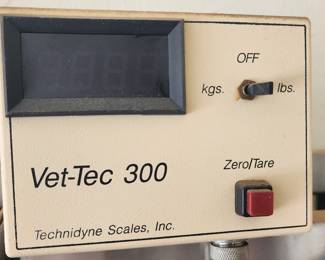 OFF
kgs. lbs.
Vet-Tec 300
Zero/Tare
Technidyne Scales, Inc.